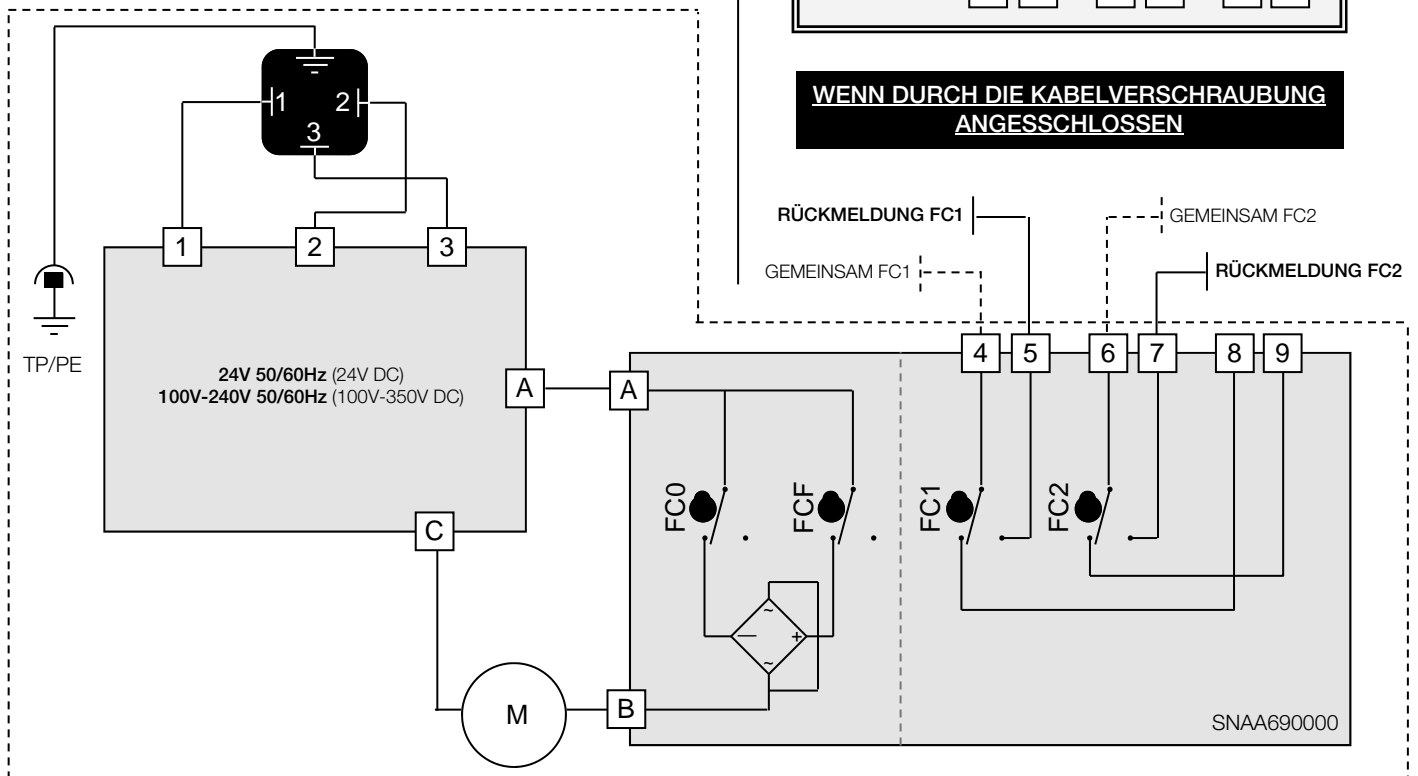 WENN DURCH DIE KABELVERSCHRAUBUNG
ANGESSCHLOSSEN
1
2
3
RÜCKMELDUNG FC1
GEMEINSAM FC2
GEMEINSAM FC1
RÜCKMELDUNG FC2
1
2
3
TP/PE
24V 50/60Hz (24V DC)
100V-240V 50/60Hz (100V-350V DC)
A
A
4
5
6
7
8
9
FC0
FCF
FC1
FC2
C
~
—
+
~
M
B
SNAA690000